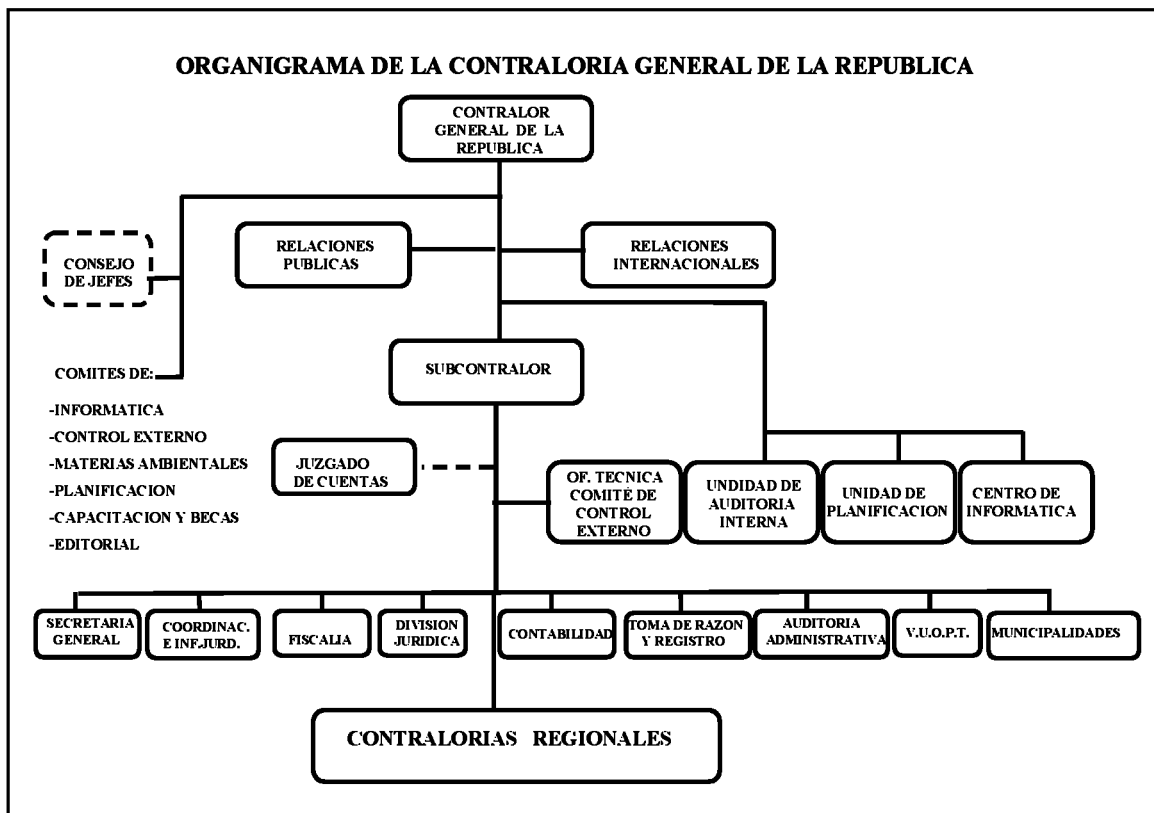 ORGANIGRAMA DE LA CONTRALORIA GENERAL DE LA REPUBLICA
CONTRALOR
GENERAL DE LA
REPUBLICA
CONSEJO
DE JEFES
RELACIONES
PUBLICAS
RELACIONES
INTERNACIONALES
SUBCONTRALOR
COMITES DE:
-INFORMATICA
-CONTROL EXTERNO
-MATERIAS AMBIENTALES
-PLANIFICACION
-CAPACITACION Y BECAS
-EDITORIAL
JUZGADO
DE CUENTAS
OF. TECNICA
COMITÉ DE
CONTROL
EXTERNO
UNDIDAD DE
AUDITORIA
INTERNA
UNIDAD DE
PLANIFICACION
CENTRO DE
INFORMATICA
SECRETARIA
GENERAL
COORDINAC.
E INF.JURD.
FISCALIA
DIVISION
JURIDICA
CONTABILIDAD
TOMA DE RAZON
Y REGISTRO
AUDITORIA
ADMINISTRATIVA
V.U.O.P.T.
MUNICIPALIDADES
CONTRALORIAS REGIONALES